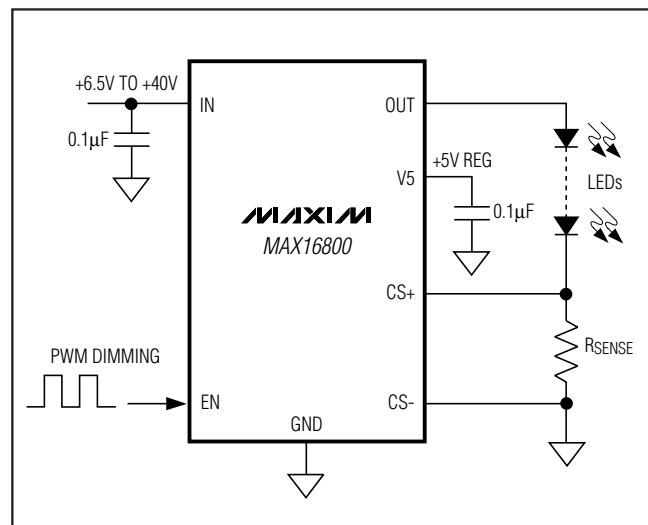 +6.5V TO +40V
IN
OUT
0.1µF
+5V REG
V5
LEDs
MAXIM
MAX16800
0.1µF
CS+
PWM DIMMING
RSENSE
EN
CS-
GND